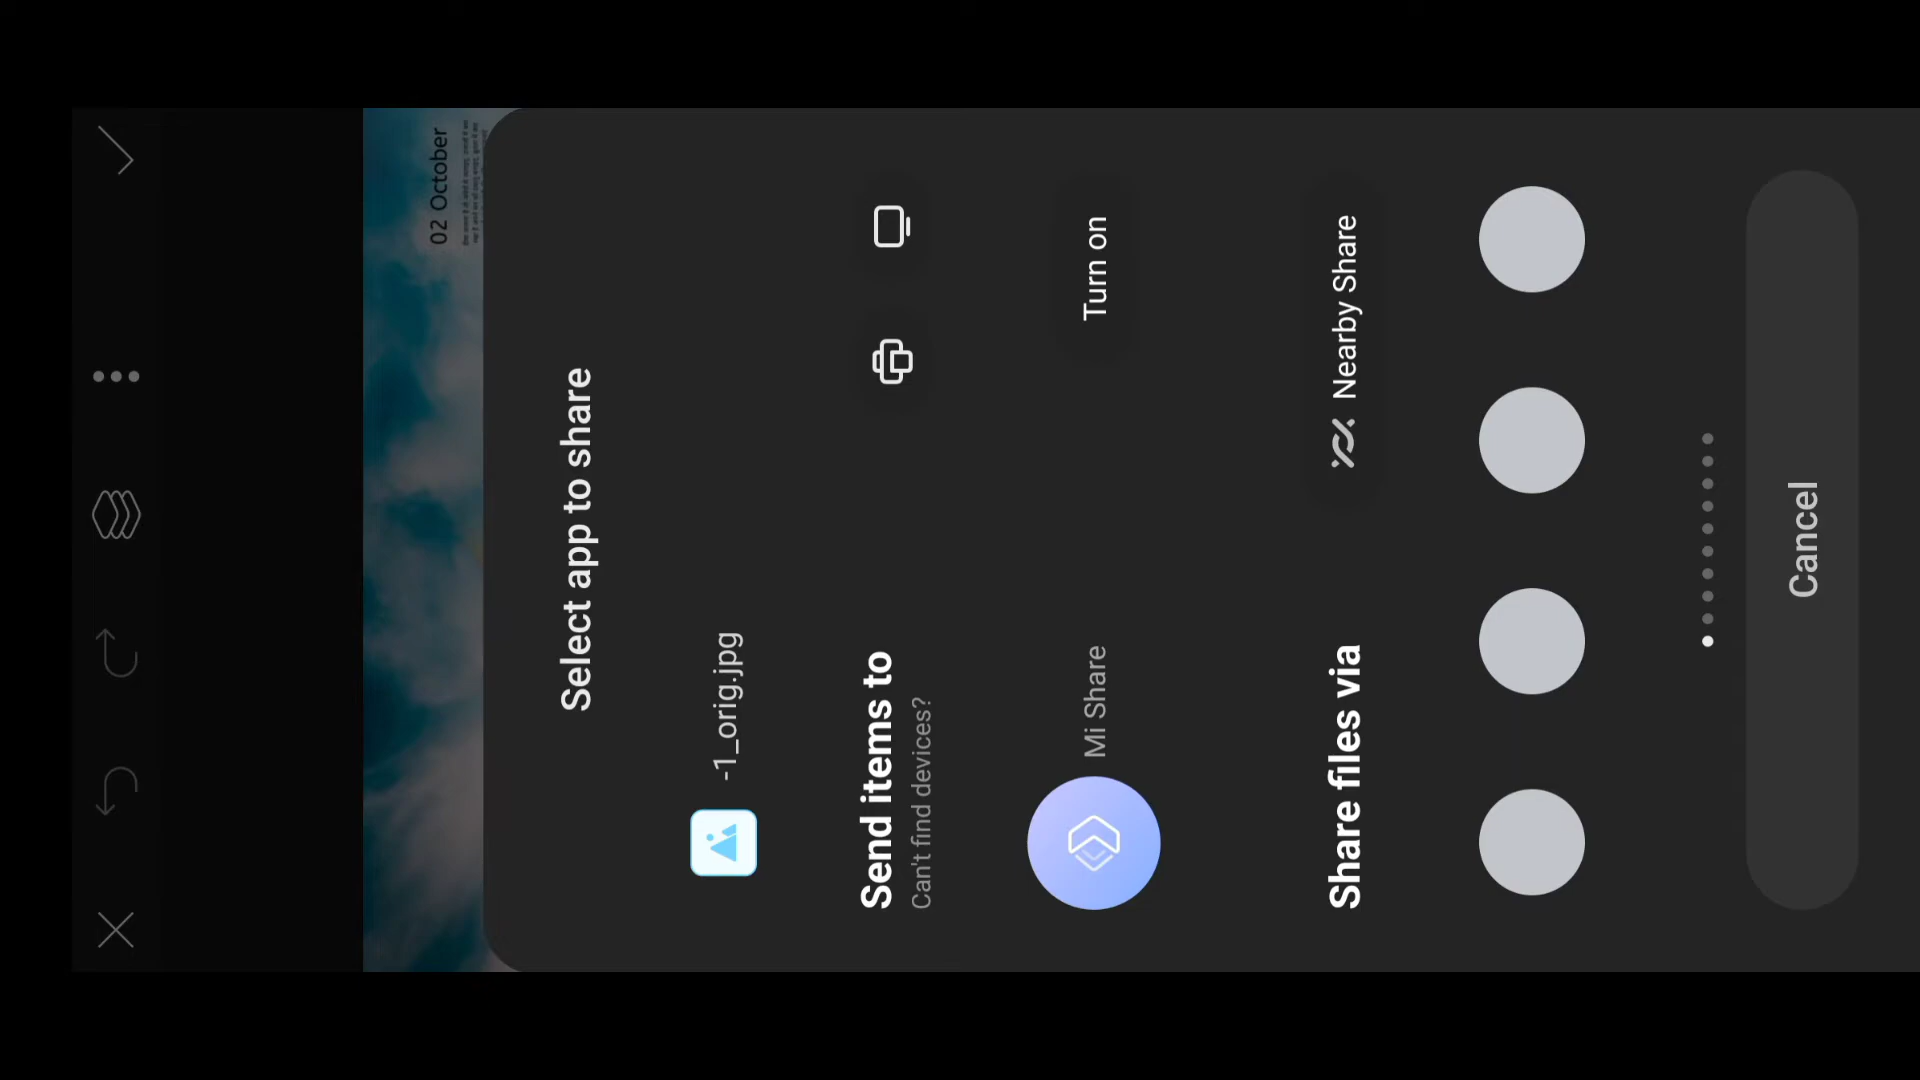 02 October
Select app to share
-1_orig.jpg
Send items to
Can't find devices?
Mi Share
Turn on
Share files via
Nearby Share
Cancel